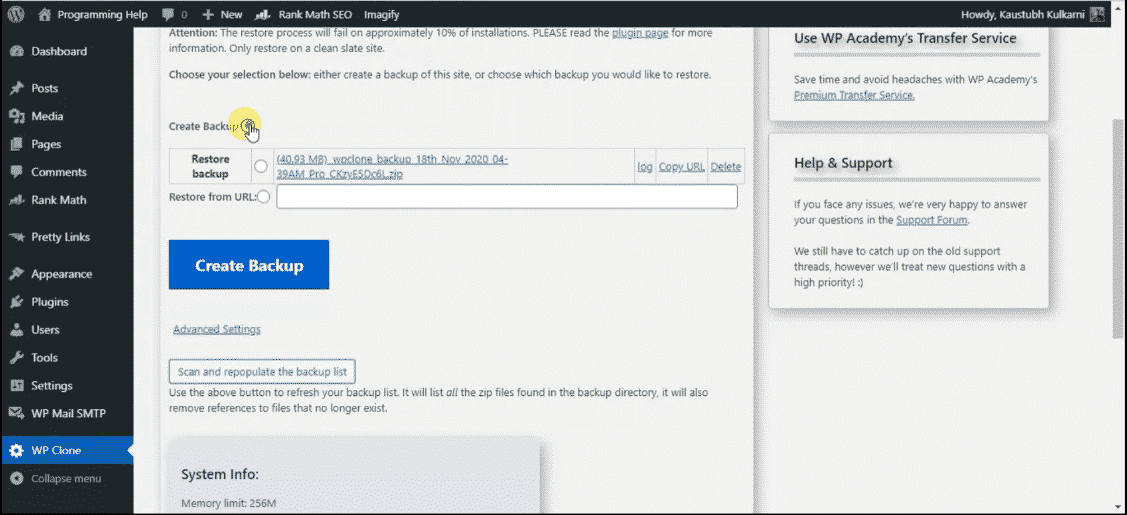 Programming Help 0 + New Rank Math SEO Imagify Howdy, Kaustubh Kulkarni
Dashboard
Posts
Media
Pages
Comments
Rank Math
Pretty Links
Appearance
Plugins
Users
Tools
Settings
WP Mail SMTP
WP Clone
Collapse menu
Attention: The restore process will fail on approximately 10% of installations. PLEASE read the plugin page for more
information. Only restore on a clean slate site.
Choose your selection below: either create a backup of this site, or choose which backup you would like to restore.
Create Backup
Restore
backup
(40.93 MB) wpclone_backup_18th_Nov_2020_04-
39AM_Pro_CKzyE5Dc6L.zip
log Copy URL Delete
Restore from URL:
Create Backup
Advanced Settings
Scan and repopulate the backup list
Use the above button to refresh your backup list. It will list all the zip files found in the backup directory, it will also
remove references to files that no longer exist.
System Info:
Memory limit: 256M
Use WP Academy's Transfer Service
Save time and avoid headaches with WP Academy's
Premium Transfer Service.
Help & Support
If you face any issues, we're very happy to answer
your questions in the Support Forum.
We still have to catch up on the old support
threads, however we'll treat new questions with a
high priority! :)